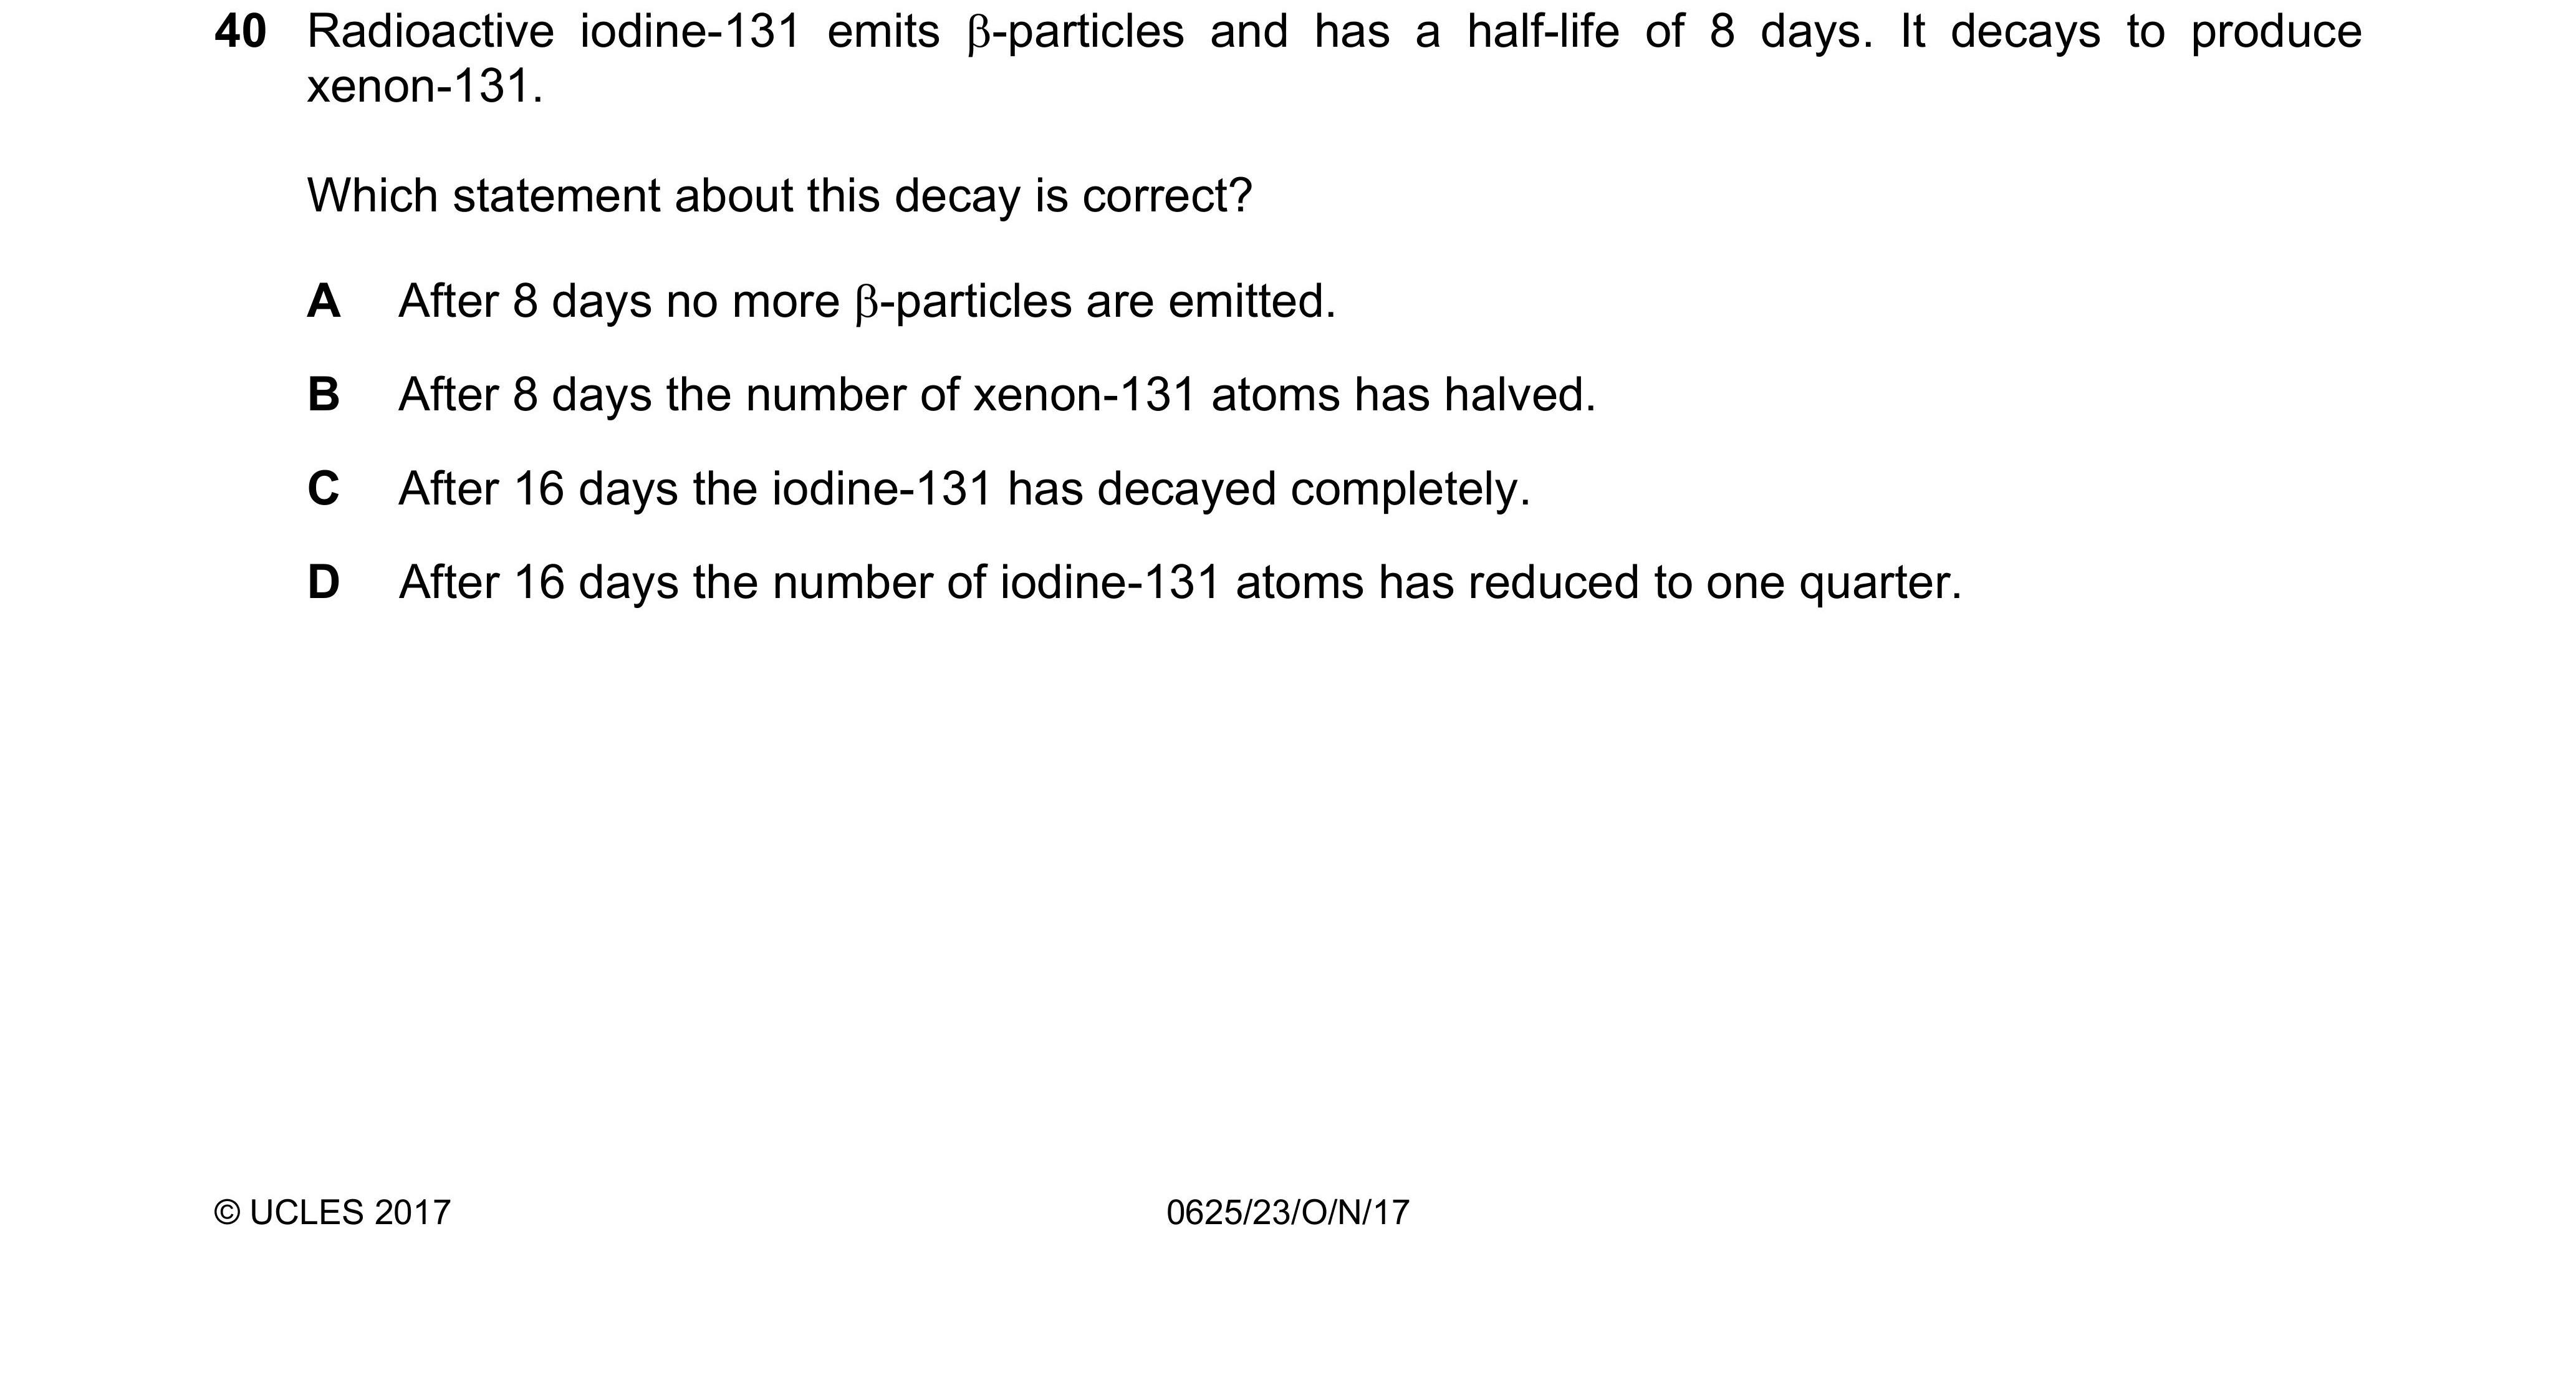 40 Radioactive iodine-131 emits β-particles and has a half-life of 8 days. It decays to produce
xenon-131.
Which statement about this decay is correct?
A After 8 days no more β-particles are emitted.
B After 8 days the number of xenon-131 atoms has halved.
C After 16 days the iodine-131 has decayed completely.
D After 16 days the number of iodine-131 atoms has reduced to one quarter.
© UCLES 2017 0625/23/O/N/17